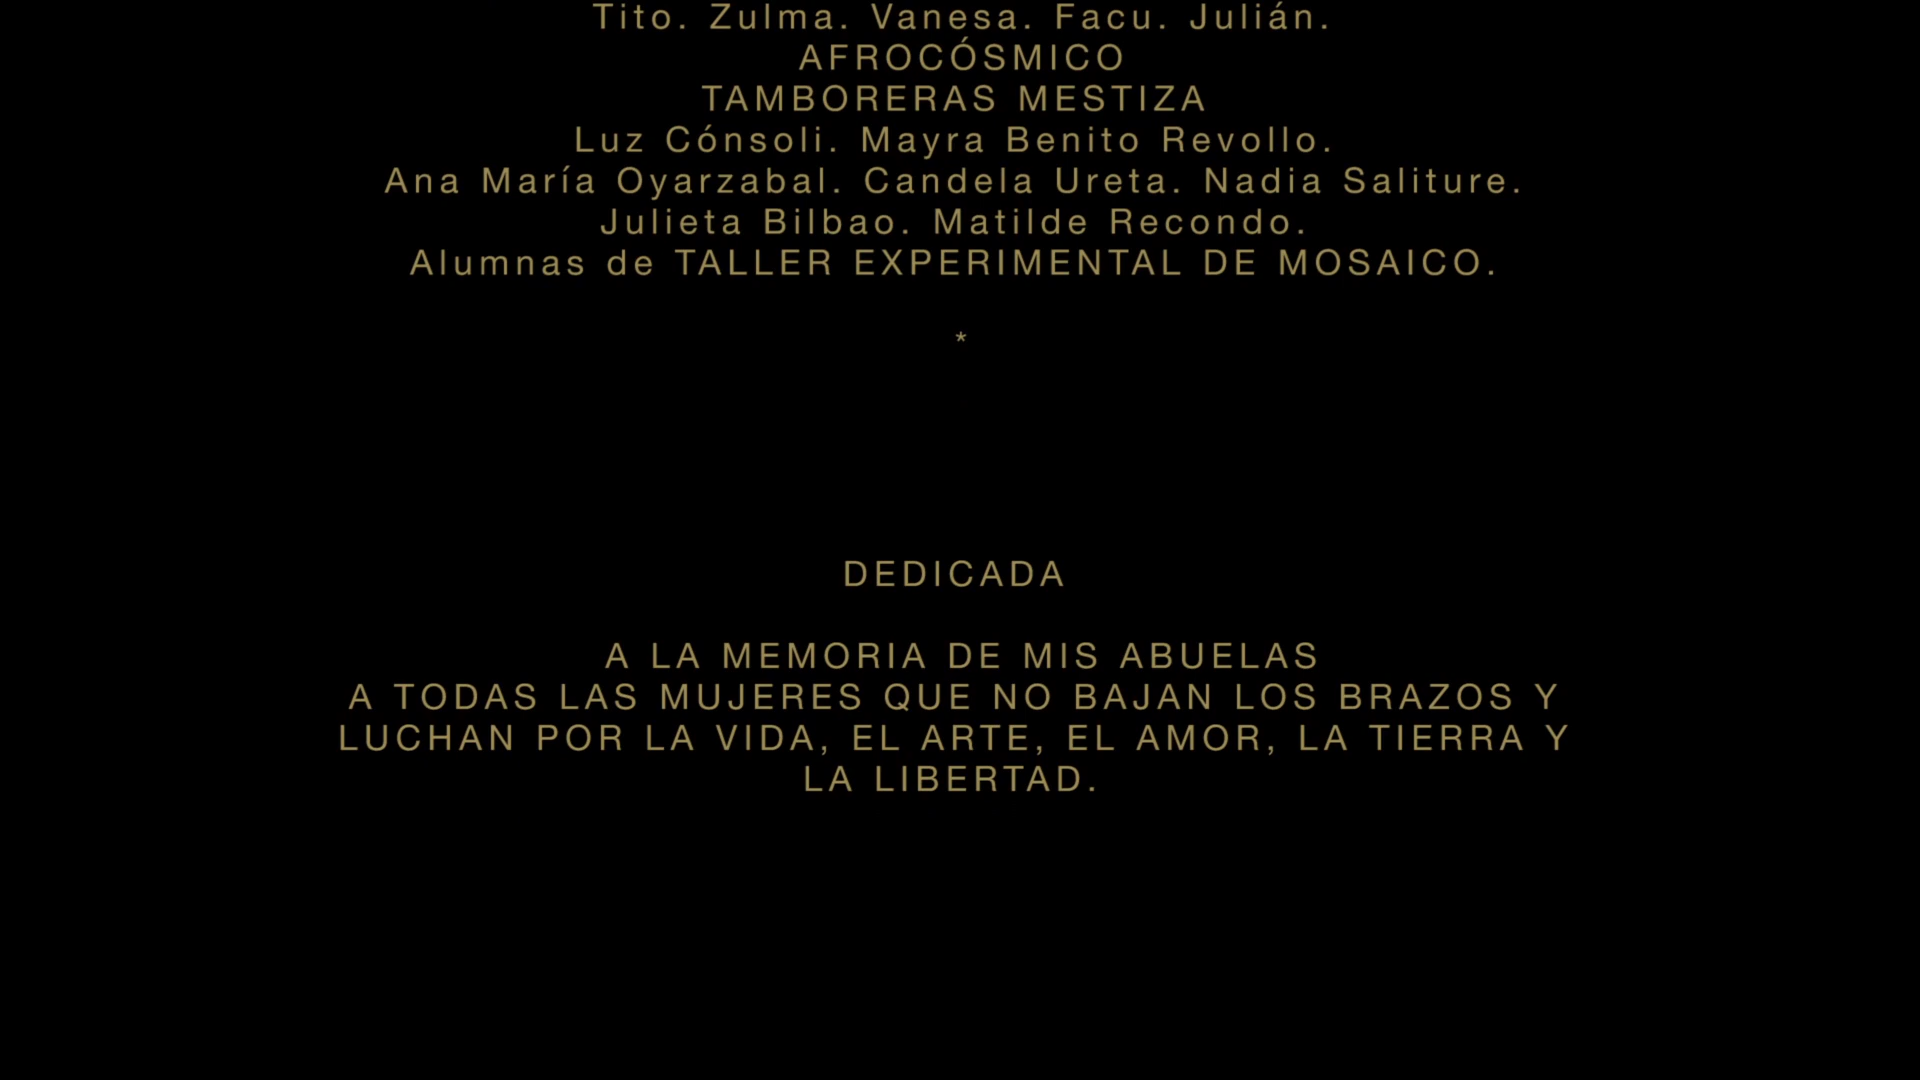 Tito. Zulma. Vanesa. Facu. Julián.
AFROCÓSMICO
TAMBORERAS MESTIZA
Luz Cónsoli. Mayra Benito Revollo.
Ana María Oyarzabal. Candela Ureta. Nadia Saliture.
Julieta Bilbao. Matilde Recondo.
Alumnas de TALLER EXPERIMENTAL DE MOSAICO.
*
DEDICADA
A LA MEMORIA DE MIS ABUELAS
A TODAS LAS MUJERES QUE NO BAJAN LOS BRAZOS Y
LUCHAN POR LA VIDA, EL ARTE, EL AMOR, LA TIERRA Y
LA LIBERTAD.